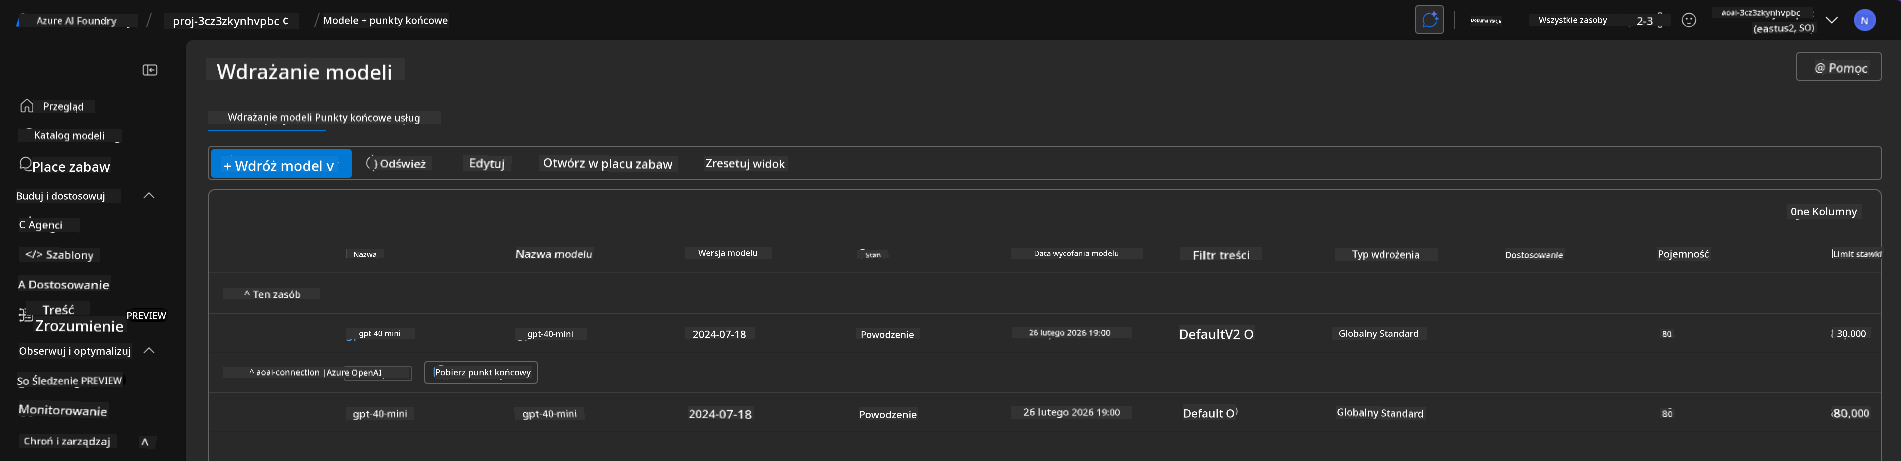 Azure AI Foundry / proj-3cz3zkynhvpbc c / Modele – punkty końcowe
Wszystkie zasoby 2-3 aoai-3cz3zkynhvpbc
(eastus2, SO) N
Wdrażanie modeli
@ Pomoc
Przegląd
Katalog modeli
Place zabaw
Buduj i dostosowuj
C Agenci
</> Szablony
A Dostosowanie
Treść
Zrozumienie PREVIEW
Obserwuj i optymalizuj
So Śledzenie PREVIEW
Monitorowanie
Chroń i zarządzaj ^
Wdrażanie modeli Punkty końcowe usług
+ Wdróż model v Odśwież Edytuj Otwórz w placu zabaw Zresetuj widok
One Kolumny
Nazwa Nazwa modelu Wersja modelu Stan Data wycofania modelu Filtr treści Typ wdrożenia Dostosowanie Pojemność Limit stawki
^ Ten zasób
gpt-40-mini gpt-40-mini 2024-07-18 Powodzenie 26 lutego 2026 19:00 DefaultV2 O Globalny Standard 80 30.000
^ aoai-connection |Azure OpenAI Pobierz punkt końcowy
gpt-40-mini gpt-40-mini 2024-07-18 Powodzenie 26 lutego 2026 19:00 Default O Globalny Standard 80 80,000